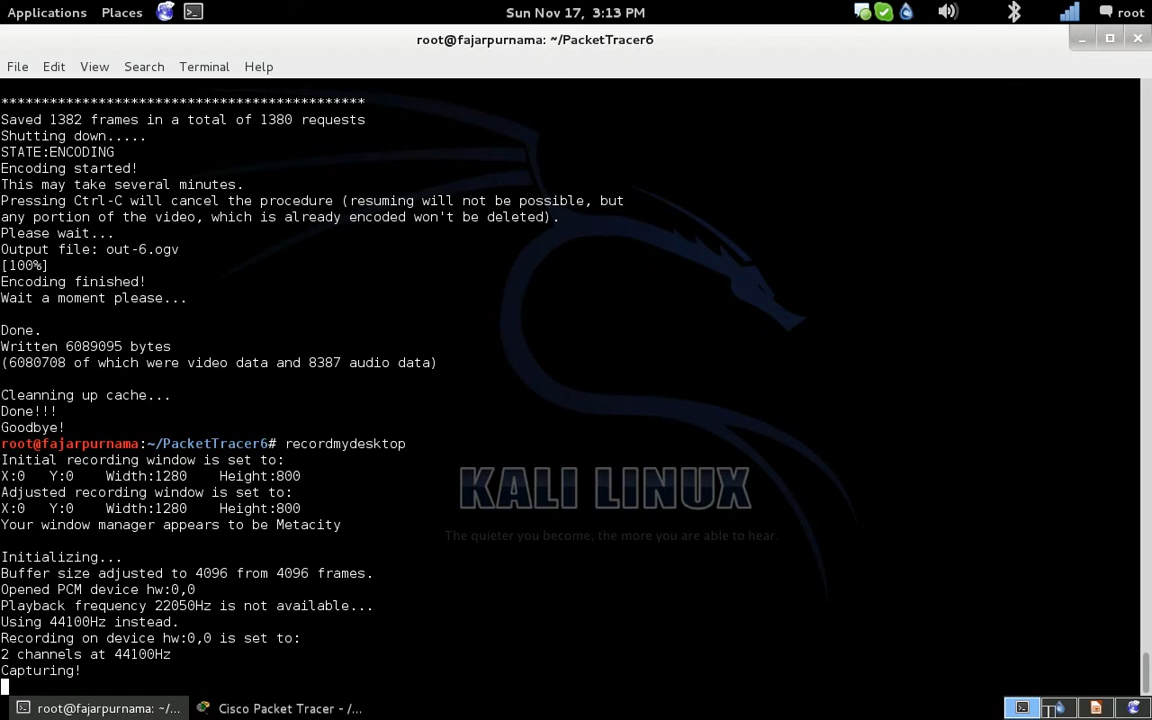 Applications Places Sun Nov 17, 3:13 PM root
root@fajarpurnama: ~/PacketTracer6
File Edit View Search Terminal Help
*********************************************
Saved 1382 frames in a total of 1380 requests
Shutting down.....
STATE:ENCODING
Encoding started!
This may take several minutes.
Pressing Ctrl-C will cancel the procedure (resuming will not be possible, but
any portion of the video, which is already encoded won't be deleted).
Please wait...
Output file: out-6.ogv
[100%]
Encoding finished!
Wait a moment please...
Done.
Written 6089095 bytes
(6080708 of which were video data and 8387 audio data)
Cleanning up cache...
Done!!!
Goodbye!
root@fajarpurnama:~/PacketTracer6# recordmydesktop
Initial recording window is set to:
X:0 Y:0 Width:1280 Height:800
Adjusted recording window is set to:
X:0 Y:0 Width:1280 Height:800
Your window manager appears to be Metacity
Initializing...
Buffer size adjusted to 4096 from 4096 frames.
Opened PCM device hw:0,0
Playback frequency 22050Hz is not available...
Using 44100Hz instead.
Recording on device hw:0,0 is set to:
2 channels at 44100Hz
Capturing!
KALI LINUX
The quieter you become, the more you are able to hear.
root@fajarpurnama: ~/... Cisco Packet Tracer - /...